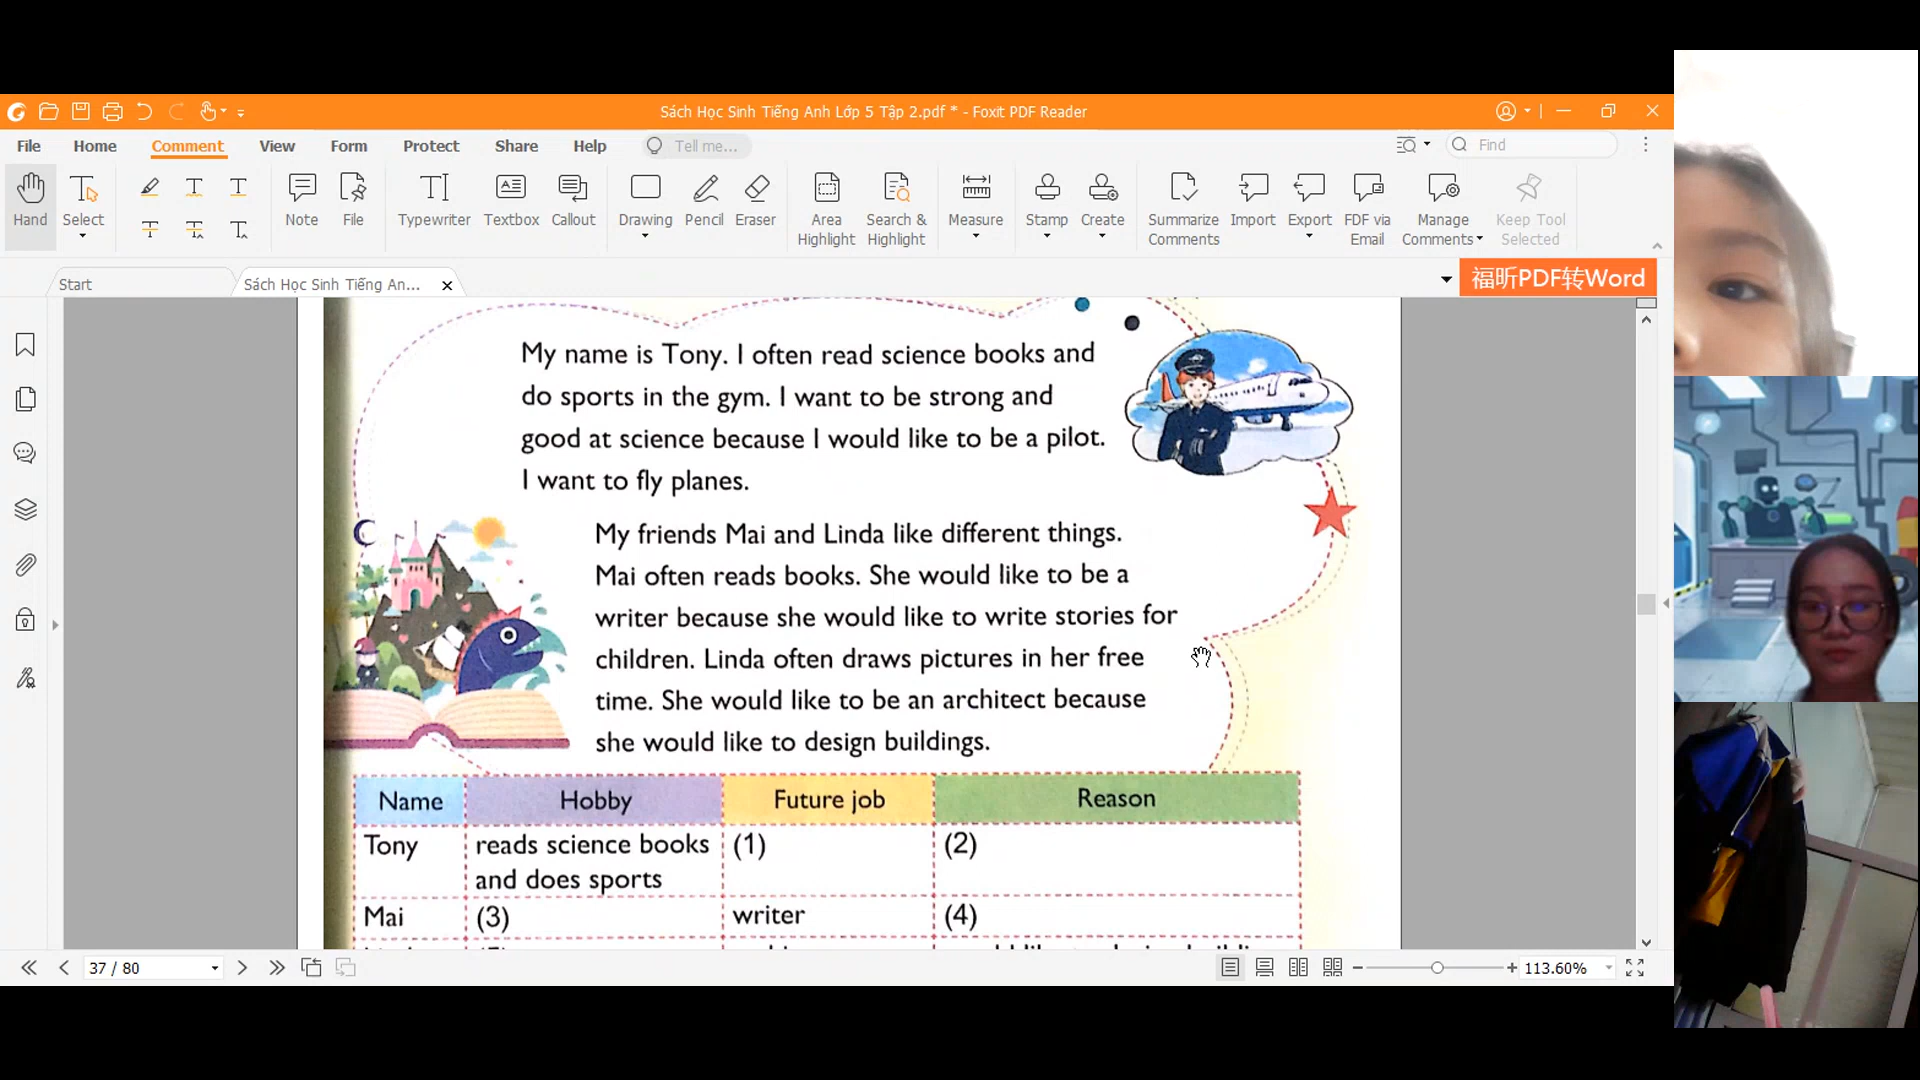 Sách Học Sinh Tiếng Anh Lớp 5 Tập 2.pdf * - Foxit PDF Reader
File Home Comment View Form Protect Share Help Tell me... Find
Hand Select Note File Typewriter Textbox Callout Drawing Pencil Eraser Area Highlight Search & Highlight Measure Stamp Create Summarize Comments Import Export FDF via Email Manage Comments Keep Tool Selected
Start Sách Học Sinh Tiếng An... 福昕PDF转Word
My name is Tony. I often read science books and
do sports in the gym. I want to be strong and
good at science because I would like to be a pilot.
I want to fly planes.
My friends Mai and Linda like different things.
Mai often reads books. She would like to be a
writer because she would like to write stories for
children. Linda often draws pictures in her free
time. She would like to be an architect because
she would like to design buildings.
Name Hobby Future job Reason
Tony reads science books (1) (2)
and does sports
Mai (3) writer (4)
37 / 80 113.60%